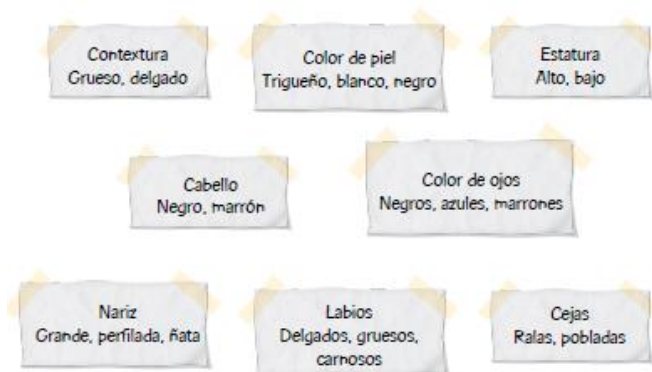 Contextura
Grueso, delgado
Color de piel
Trigueño, blanco, negro
Estatura
Alto, bajo
Cabello
Negro, marrón
Color de ojos
Negros, azules, marrones
Nariz
Grande, perfilada, ñata
Labios
Delgados, gruesos,
carnosos
Cejas
Ralas, pobladas